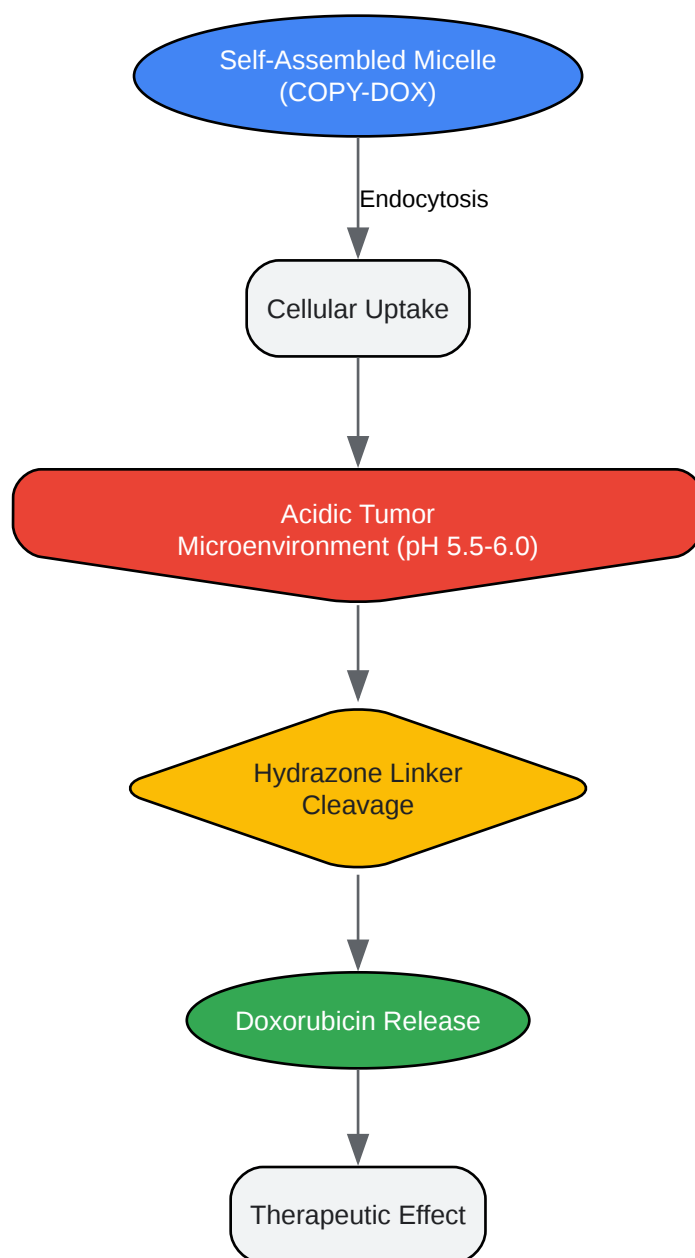 Self-Assembled Micelle
(COPY-DOX)
Endocytosis
Cellular Uptake
Acidic Tumor
Microenvironment (pH 5.5-6.0)
Hydrazone Linker
Cleavage
Doxorubicin Release
Therapeutic Effect